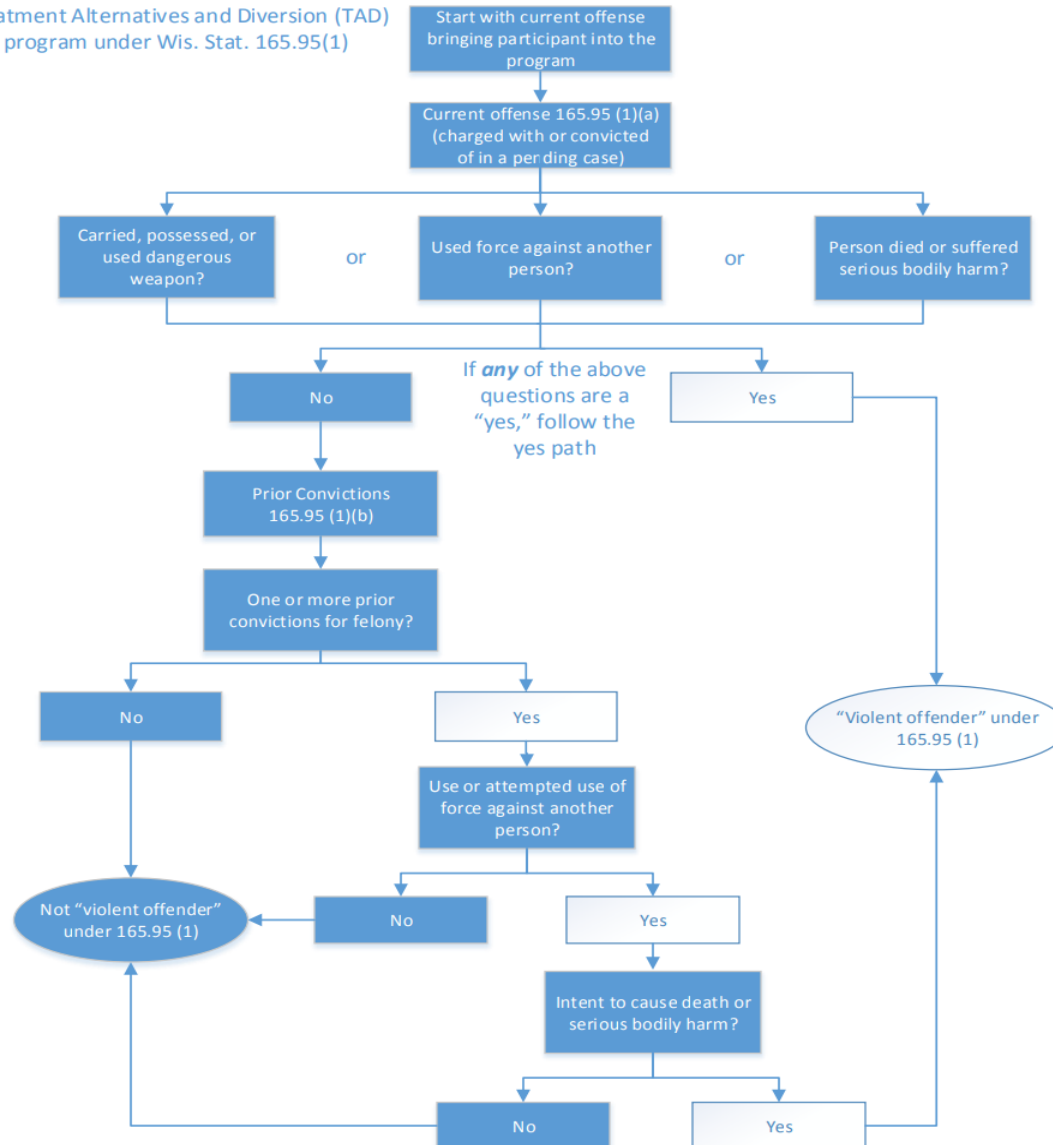 atment Alternatives and Diversion (TAD)
program under Wis. Stat. 165.95(1)
Start with current offense
bringing participant into the
program
Current offense 165.95 (1)(a)
(charged with or convicted
of in a pending case)
Carried, possessed, or
used dangerous
weapon?
or
Used force against another
person?
or
Person died or suffered
serious bodily harm?
No
If any of the above
questions are a
“yes,” follow the
yes path
Yes
Prior Convictions
165.95 (1)(b)
One or more prior
convictions for felony?
No
Yes
“Violent offender” under
165.95 (1)
Use or attempted use of
force against another
person?
Not “violent offender”
under 165.95 (1)
No
Yes
Intent to cause death or
serious bodily harm?
No
Yes